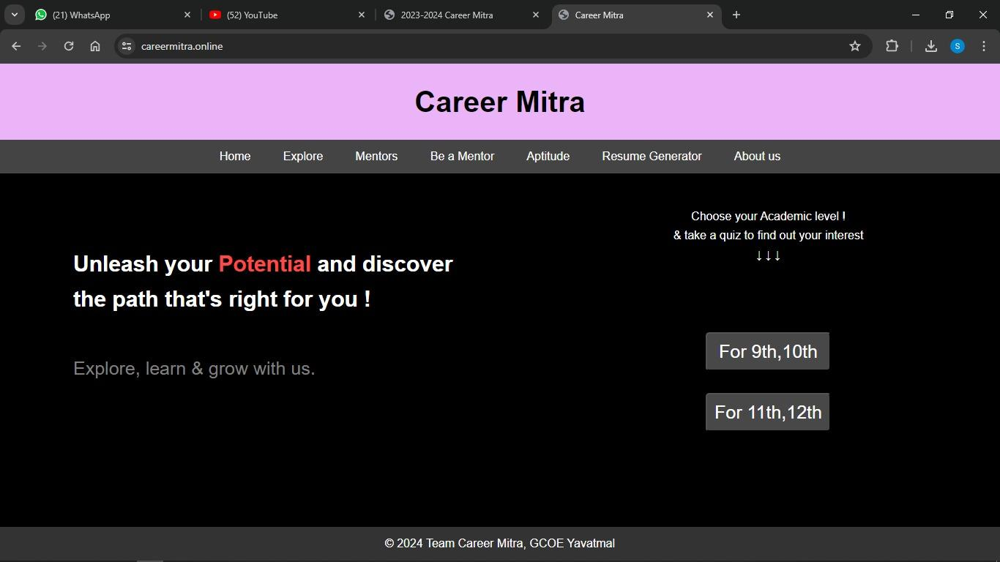 (21) WhatsApp
(52) YouTube
2023-2024 Career Mitra
Career Mitra
careermitra.online
S
Career Mitra
Home Explore Mentors Be a Mentor Aptitude Resume Generator About us
Choose your Academic level !
& take a quiz to find out your interest
↓↓↓
Unleash your Potential and discover
the path that's right for you !
Explore, learn & grow with us.
For 9th,10th
For 11th,12th
© 2024 Team Career Mitra, GCOE Yavatmal